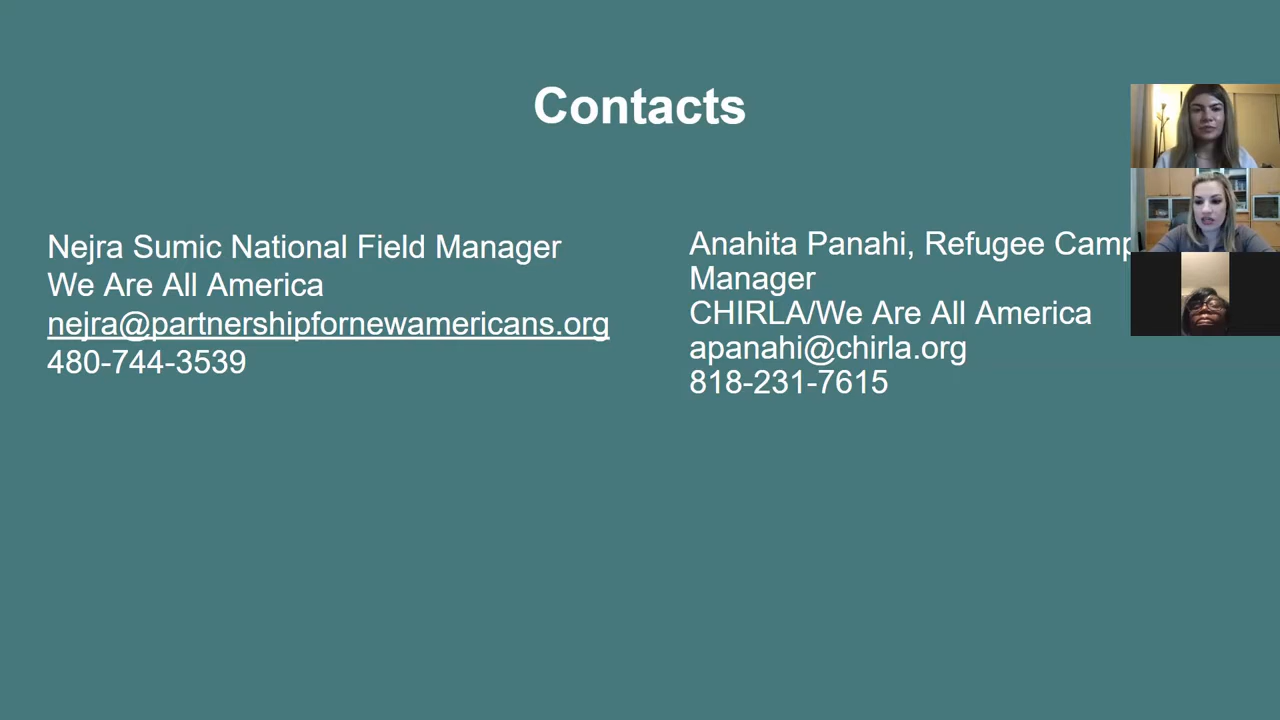 Contacts
Nejra Sumic National Field Manager
We Are All America
nejra@partnershipfornewamericans.org
480-744-3539
Anahita Panahi, Refugee Camp
Manager
CHIRLA/We Are All America
apanahi@chirla.org
818-231-7615